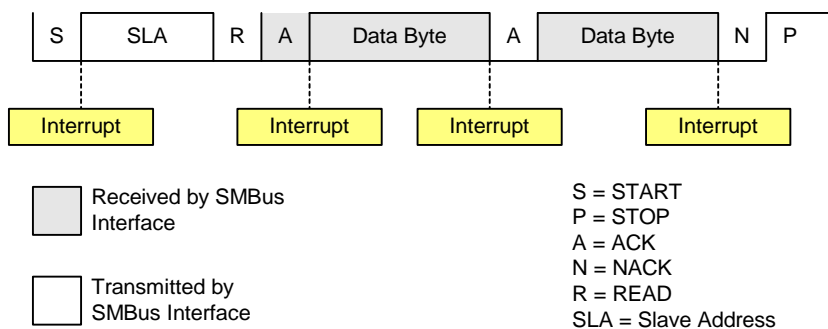 S SLA R A Data Byte A Data Byte N P
Interrupt Interrupt Interrupt Interrupt
Received by SMBus
Interface
Transmitted by
SMBus Interface
S = START
P = STOP
A = ACK
N = NACK
R = READ
SLA = Slave Address